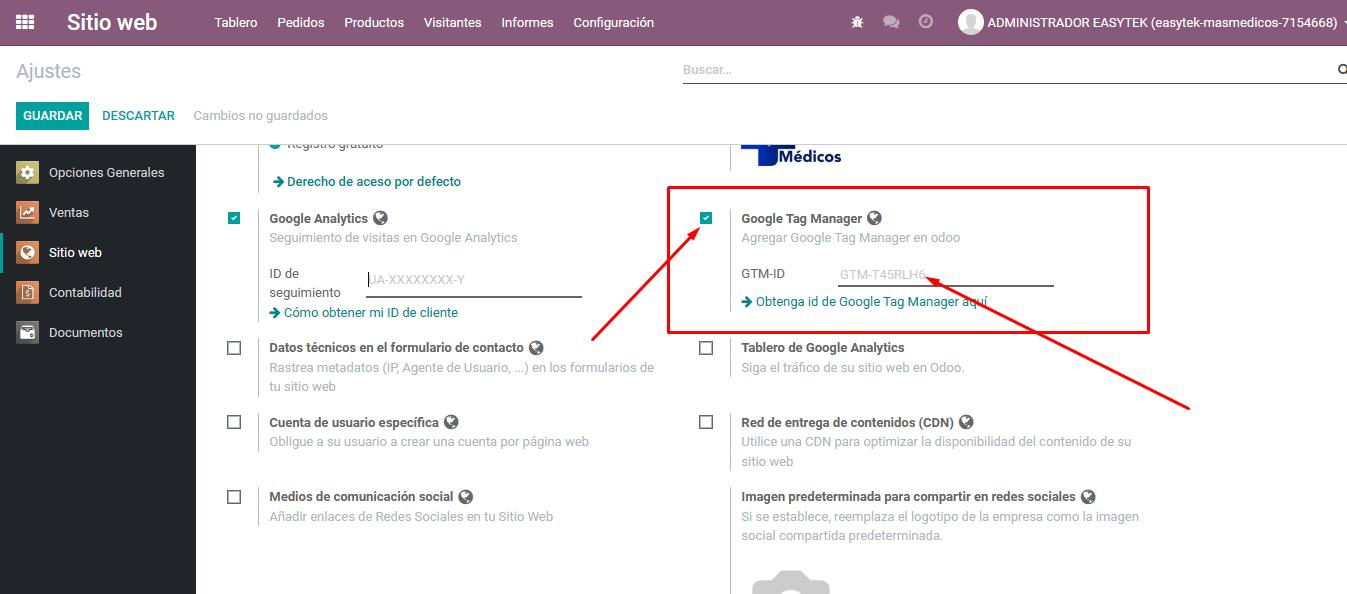 Sitio web
Tablero Pedidos Productos Visitantes Informes Configuración
ADMINISTRADOR EASYTEK (easytek-masmedicos-7154668)
Ajustes
Buscar...
GUARDAR DESCARTAR Cambios no guardados
Opciones Generales
Ventas
Sitio web
Contabilidad
Documentos
Registro gratuito
Derecho de aceso por defecto
Médicos
Google Analytics
Seguimiento de visitas en Google Analytics
ID de
seguimiento
UA-XXXXXXXX-Y
Cómo obtener mi ID de cliente
Google Tag Manager
Agregar Google Tag Manager en odoo
GTM-ID GTM-T45RLH6
Obtenga id de Google Tag Manager aquí
Datos técnicos en el formulario de contacto
Rastrea metadatos (IP, Agente de Usuario, ...) en los formularios de
tu sitio web
Tablero de Google Analytics
Siga el tráfico de su sitio web en Odoo.
Cuenta de usuario específica
Obligue a su usuario a crear una cuenta por página web
Red de entrega de contenidos (CDN)
Utilice una CDN para optimizar la disponibilidad del contenido de su
sitio web
Medios de comunicación social
Añadir enlaces de Redes Sociales en tu Sitio Web
Imagen predeterminada para compartir en redes sociales
Si se establece, reemplaza el logotipo de la empresa como la imagen
social compartida predeterminada.